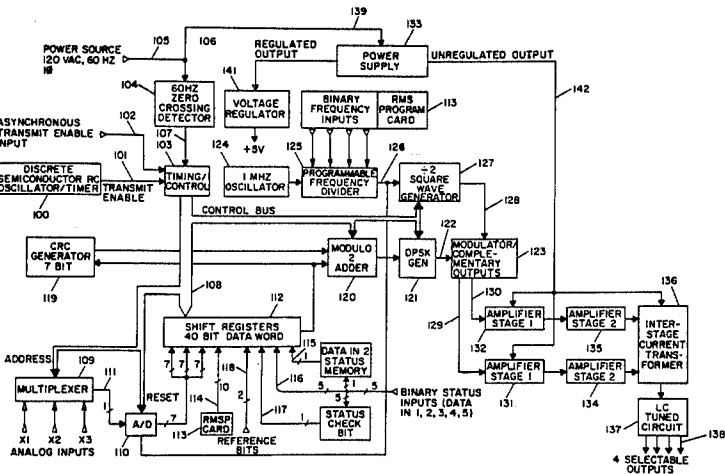 139
133
POWER SOURCE
120 VAC, 60 HZ
1Φ
105
106
REGULATED
OUTPUT
POWER
SUPPLY
UNREGULATED OUTPUT
104
60HZ
ZERO
CROSSING
DETECTOR
141
VOLTAGE
REGULATOR
+5V
BINARY
FREQUENCY
INPUTS
RMS
PROGRAM
CARD
113
142
ASYNCHRONOUS
TRANSMIT ENABLE
INPUT
102
107
103
TIMING/
CONTROL
124
1 MHZ
OSCILLATOR
125
PROGRAMMABLE
FREQUENCY
DIVIDER
126
÷2
SQUARE
WAVE
GENERATOR
127
128
DISCRETE
SEMICONDUCTOR RC
OSCILLATOR/TIMER
100
101
TRANSMIT
ENABLE
CONTROL BUS
CRC
GENERATOR
7 BIT
119
108
MODULO
2
ADDER
120
DPSK
GEN
121
122
MODULATOR/
COMPLE-
MENTARY
OUTPUTS
123
129
130
136
112
SHIFT REGISTERS
40 BIT DATA WORD
115
AMPLIFIER
STAGE 1
132
AMPLIFIER
STAGE 2
135
INTER-
STAGE
CURRENT
TRANS-
FORMER
ADDRESS
109
MULTIPLEXER
111
1
RESET
7
7
7
1
118
114
10
2
117
116
1
DATA IN 2
STATUS
MEMORY
5
1
5
5
BINARY STATUS
INPUTS (DATA
IN 1, 2, 3, 4, 5)
AMPLIFIER
STAGE 1
131
AMPLIFIER
STAGE 2
134
X1 X2 X3
ANALOG INPUTS
A/D
110
7
113
RMSP
CARD
REFERENCE
BITS
1
STATUS
CHECK
BIT
137
LC
TUNED
CIRCUIT
138
4 SELECTABLE
OUTPUTS